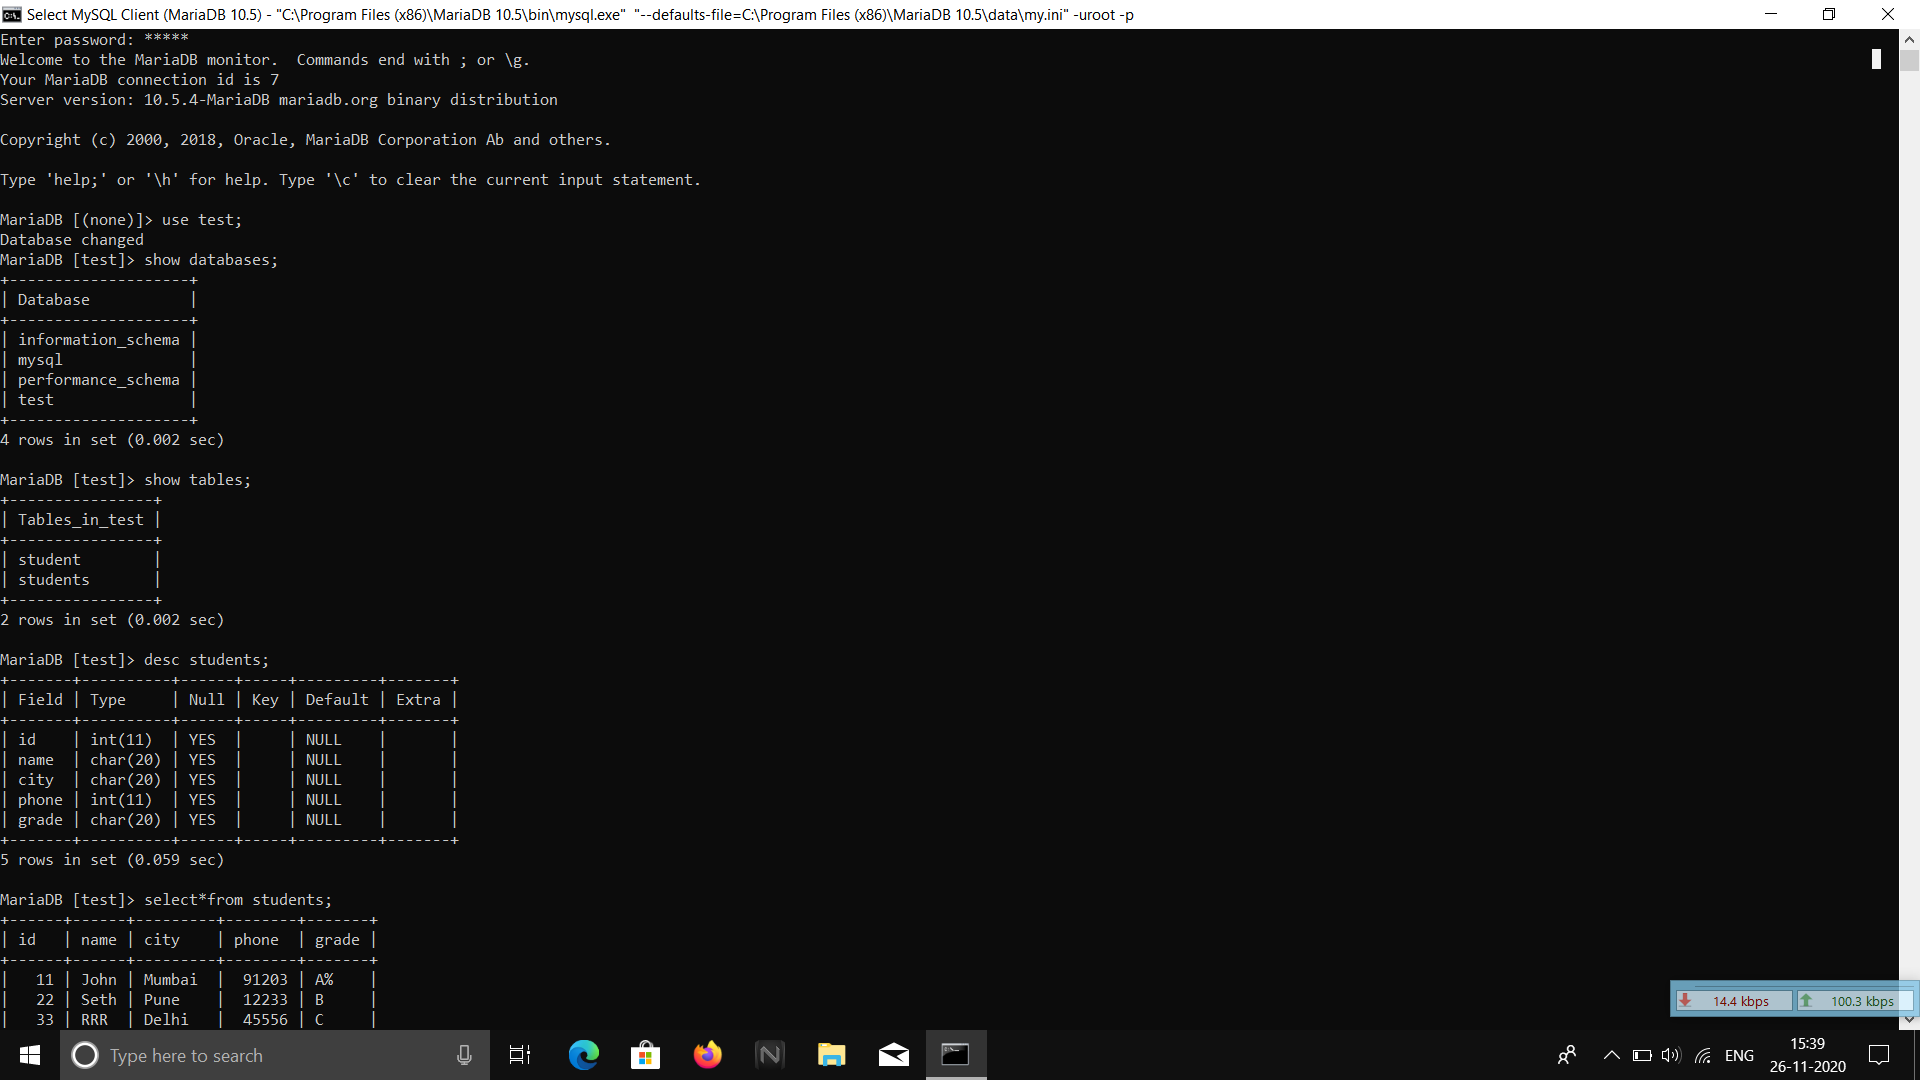 Select MySQL Client (MariaDB 10.5) - "C:\Program Files (x86)\MariaDB 10.5\bin\mysql.exe"  "--defaults-file=C:\Program Files (x86)\MariaDB 10.5\data\my.ini" -uroot -p
Enter password: *****
Welcome to the MariaDB monitor.  Commands end with ; or \g.
Your MariaDB connection id is 7
Server version: 10.5.4-MariaDB mariadb.org binary distribution

Copyright (c) 2000, 2018, Oracle, MariaDB Corporation Ab and others.

Type 'help;' or '\h' for help. Type '\c' to clear the current input statement.

MariaDB [(none)]> use test;
Database changed
MariaDB [test]> show databases;
+--------------------+
| Database           |
+--------------------+
| information_schema |
| mysql              |
| performance_schema |
| test               |
+--------------------+
4 rows in set (0.002 sec)

MariaDB [test]> show tables;
+----------------+
| Tables_in_test |
+----------------+
| student        |
| students       |
+----------------+
2 rows in set (0.002 sec)

MariaDB [test]> desc students;
+-------+----------+------+-----+---------+-------+
| Field | Type     | Null | Key | Default | Extra |
+-------+----------+------+-----+---------+-------+
| id    | int(11)  | YES  |     | NULL    |       |
| name  | char(20) | YES  |     | NULL    |       |
| city  | char(20) | YES  |     | NULL    |       |
| phone | int(11)  | YES  |     | NULL    |       |
| grade | char(20) | YES  |     | NULL    |       |
+-------+----------+------+-----+---------+-------+
5 rows in set (0.059 sec)

MariaDB [test]> select*from students;
+------+------+---------+--------+-------+
| id   | name | city    | phone  | grade |
+------+------+---------+--------+-------+
|   11 | John | Mumbai  |  91203 | A%    |
|   22 | Seth | Pune    |  12233 | B     |
|   33 | RRR  | Delhi   |  45556 | C     |
14.4 kbps 100.3 kbps
Type here to search
ENG
15:39
26-11-2020